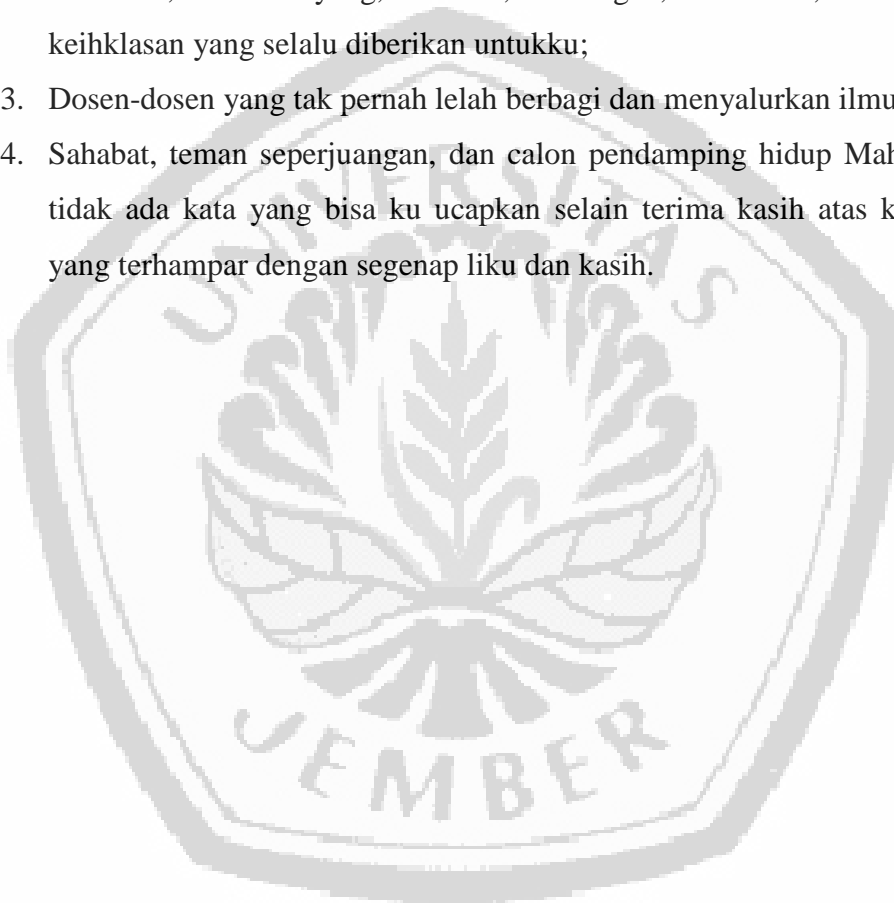 keihklasan yang selalu diberikan untukku;
3. Dosen-dosen yang tak pernah lelah berbagi dan menyalurkan ilmu
4. Sahabat, teman seperjuangan, dan calon pendamping hidup
tidak ada kata yang bisa ku ucapkan selain terima kasih atas
yang terhampar dengan segenap liku dan kasih.
UNIVERSITAS
JEMBER